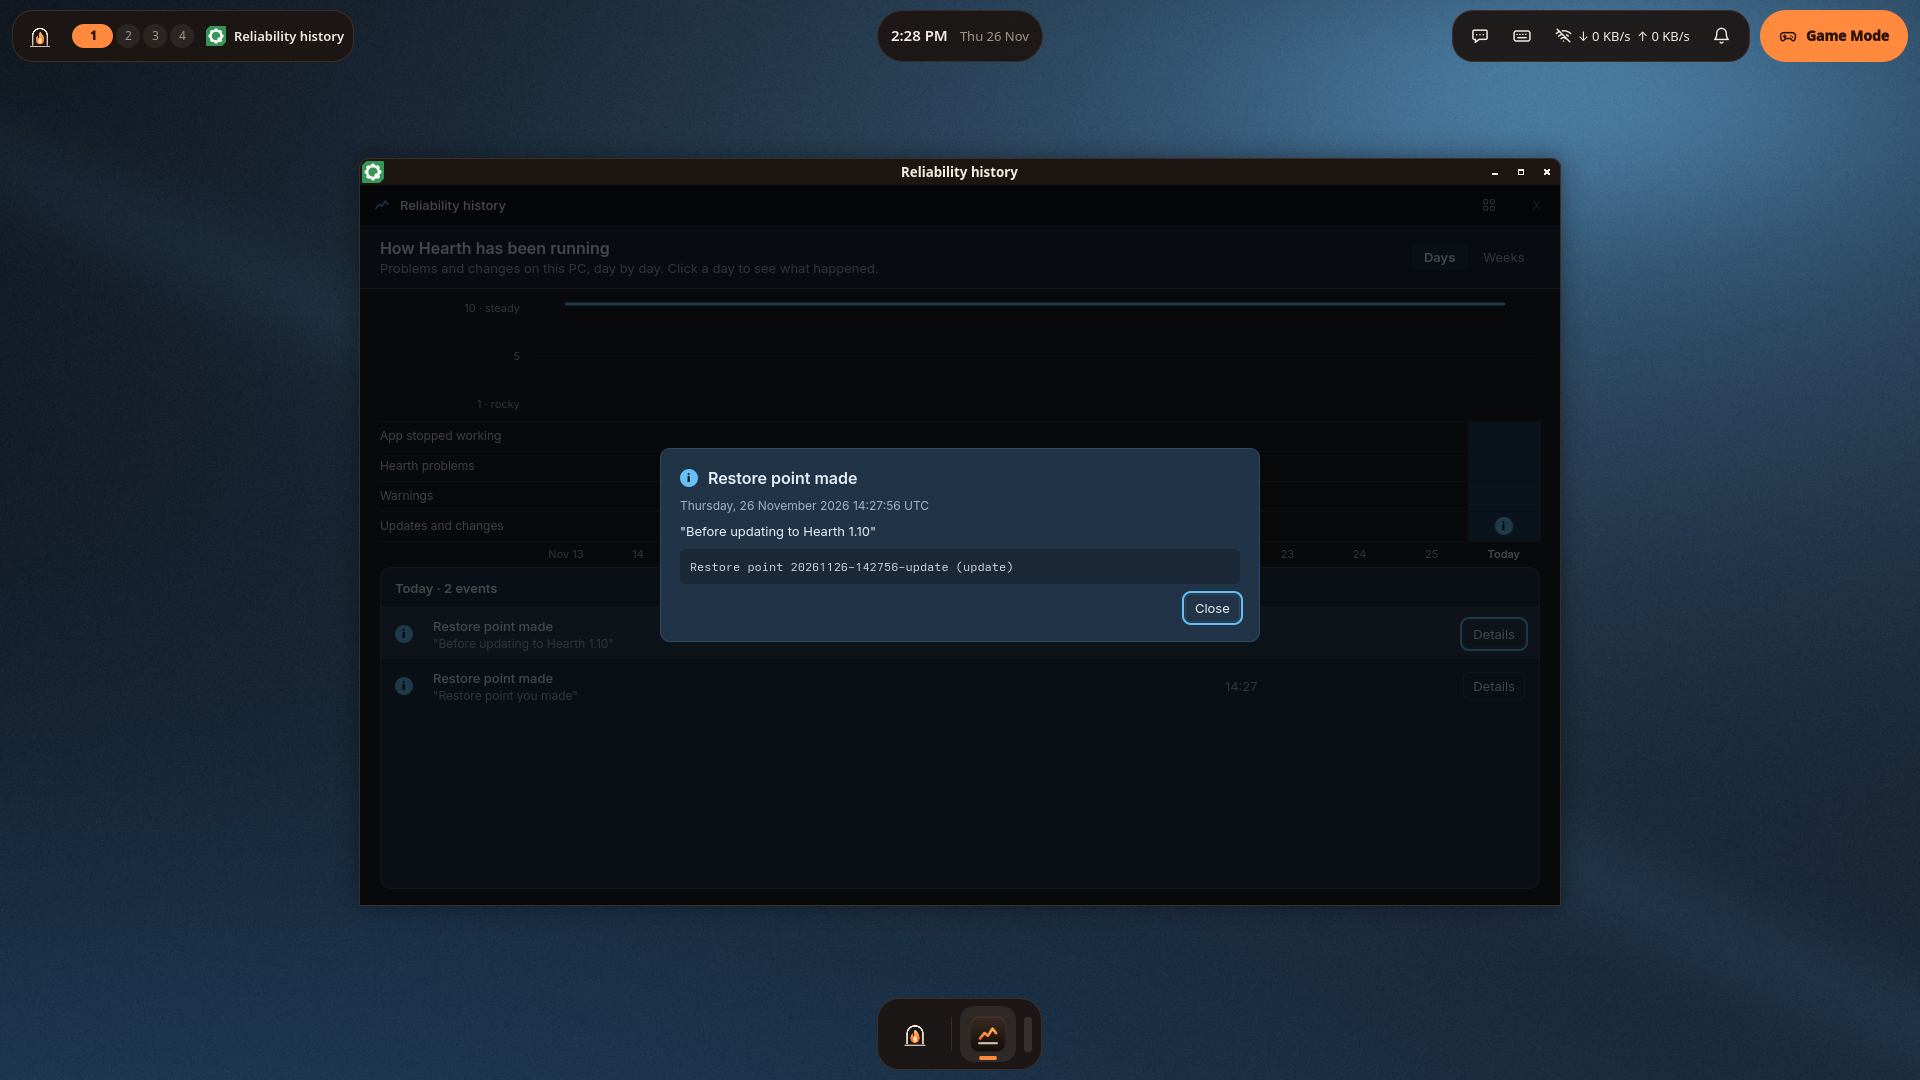 1 2 3 4 Reliability history
2:28 PM Thu 26 Nov
↓ 0 KB/s ↑ 0 KB/s
Game Mode
Reliability history
Reliability history
How Hearth has been running
Problems and changes on this PC, day by day. Click a day to see what happened.
Days Weeks
10 · steady
5
1 · rocky
App stopped working
Hearth problems
Warnings
Updates and changes
Nov 13 14 23 24 25 Today
Restore point made
Thursday, 26 November 2026 14:27:56 UTC
"Before updating to Hearth 1.10"
Restore point 20261126-142756-update (update)
Close
Today · 2 events
Restore point made
"Before updating to Hearth 1.10"
Details
Restore point made
"Restore point you made"
14:27
Details